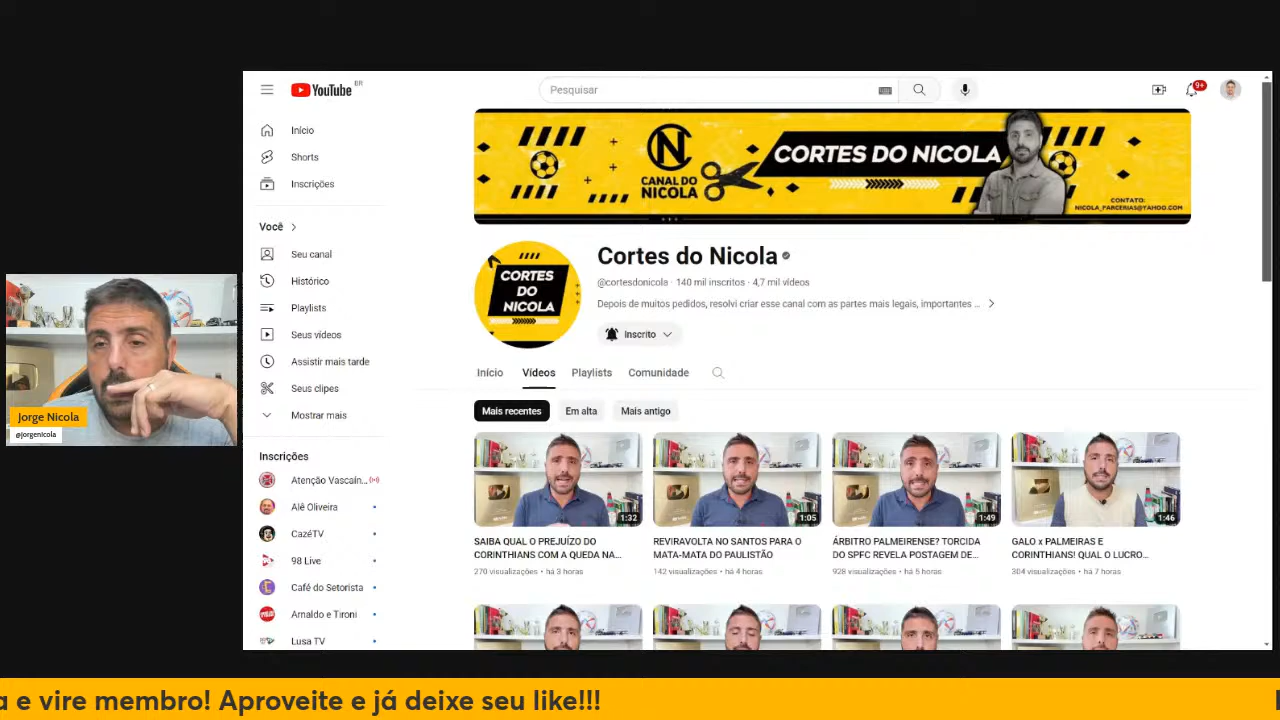 YouTube BR
Pesquisar
9+
Início
Shorts
Inscrições
Você
Seu canal
Histórico
Playlists
Seus vídeos
Assistir mais tarde
Seus clipes
Mostrar mais
Inscrições
Atenção Vascaín...
Alê Oliveira
CazéTV
98 Live
Café do Setorista
Arnaldo e Tironi
Lusa TV
CANAL DO
NICOLA
CORTES DO NICOLA
CONTATO:
NICOLA_PARCERIAS@YAHOO.COM
CORTES
DO
NICOLA
Cortes do Nicola
@cortesdonicola · 140 mil inscritos · 4,7 mil vídeos
Depois de muitos pedidos, resolvi criar esse canal com as partes mais legais, importantes ...
Inscrito
Início Vídeos Playlists Comunidade
Mais recentes Em alta Mais antigo
1:32
SAIBA QUAL O PREJUÍZO DO
CORINTHIANS COM A QUEDA NA...
270 visualizações • há 3 horas
1:05
REVIRAVOLTA NO SANTOS PARA O
MATA-MATA DO PAULISTÃO
142 visualizações • há 4 horas
1:49
ÁRBITRO PALMEIRENSE? TORCIDA
DO SPFC REVELA POSTAGEM DE...
928 visualizações • há 5 horas
1:46
GALO x PALMEIRAS E
CORINTHIANS! QUAL O LUCRO...
304 visualizações • há 7 horas
Jorge Nicola
@jorgenicola
a e vire membro! Aproveite e já deixe seu like!!!